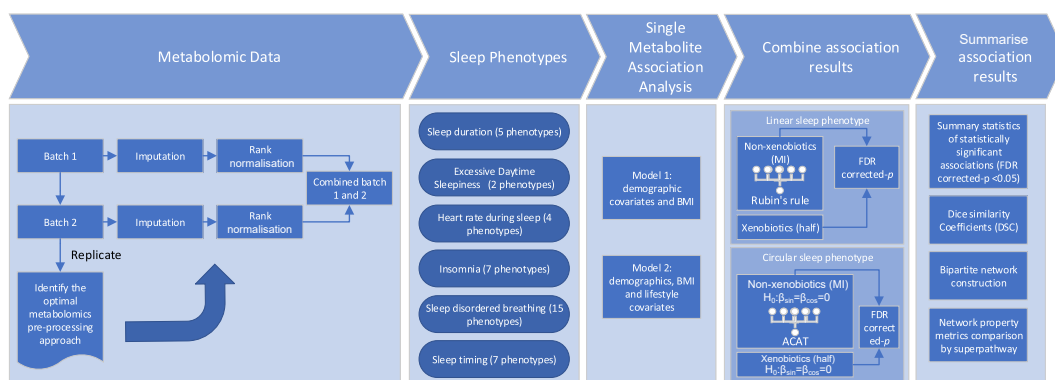 Metabolomic Data
Sleep Phenotypes
Single
Metabolite
Association
Analysis
Combine association
results
Summarise
association
results
Batch 1
Imputation
Rank
normalisation
Combined batch
1 and 2
Batch 2
Imputation
Rank
normalisation
Replicate
Identify the
optimal
metabolomics
pre-processing
approach
Sleep duration (5 phenotypes)
Excessive Daytime
Sleepiness (2 phenotypes)
Heart rate during sleep (4
phenotypes)
Insomnia (7 phenotypes)
Sleep disordered breathing (15
phenotypes)
Sleep timing (7 phenotypes)
Model 1:
demographic
covariates and BMI
Model 2:
demographics, BMI
and lifestyle
covariates
Linear sleep phenotype
Non-xenobiotics
(MI)
Rubin's rule
Xenobiotics (half)
FDR
corrected-p
Circular sleep phenotype
Non-xenobiotics (MI)
H₀:βsin=βcos=0
ACAT
Xenobiotics (half)
H₀:βsin=βcos=0
FDR
correct
ed-p
Summary statistics
of statistically
significant
associations (FDR
corrected-p <0.05)
Dice similarity
Coefficients (DSC)
Bipartite network
construction
Network property
metrics comparison
by superpathway